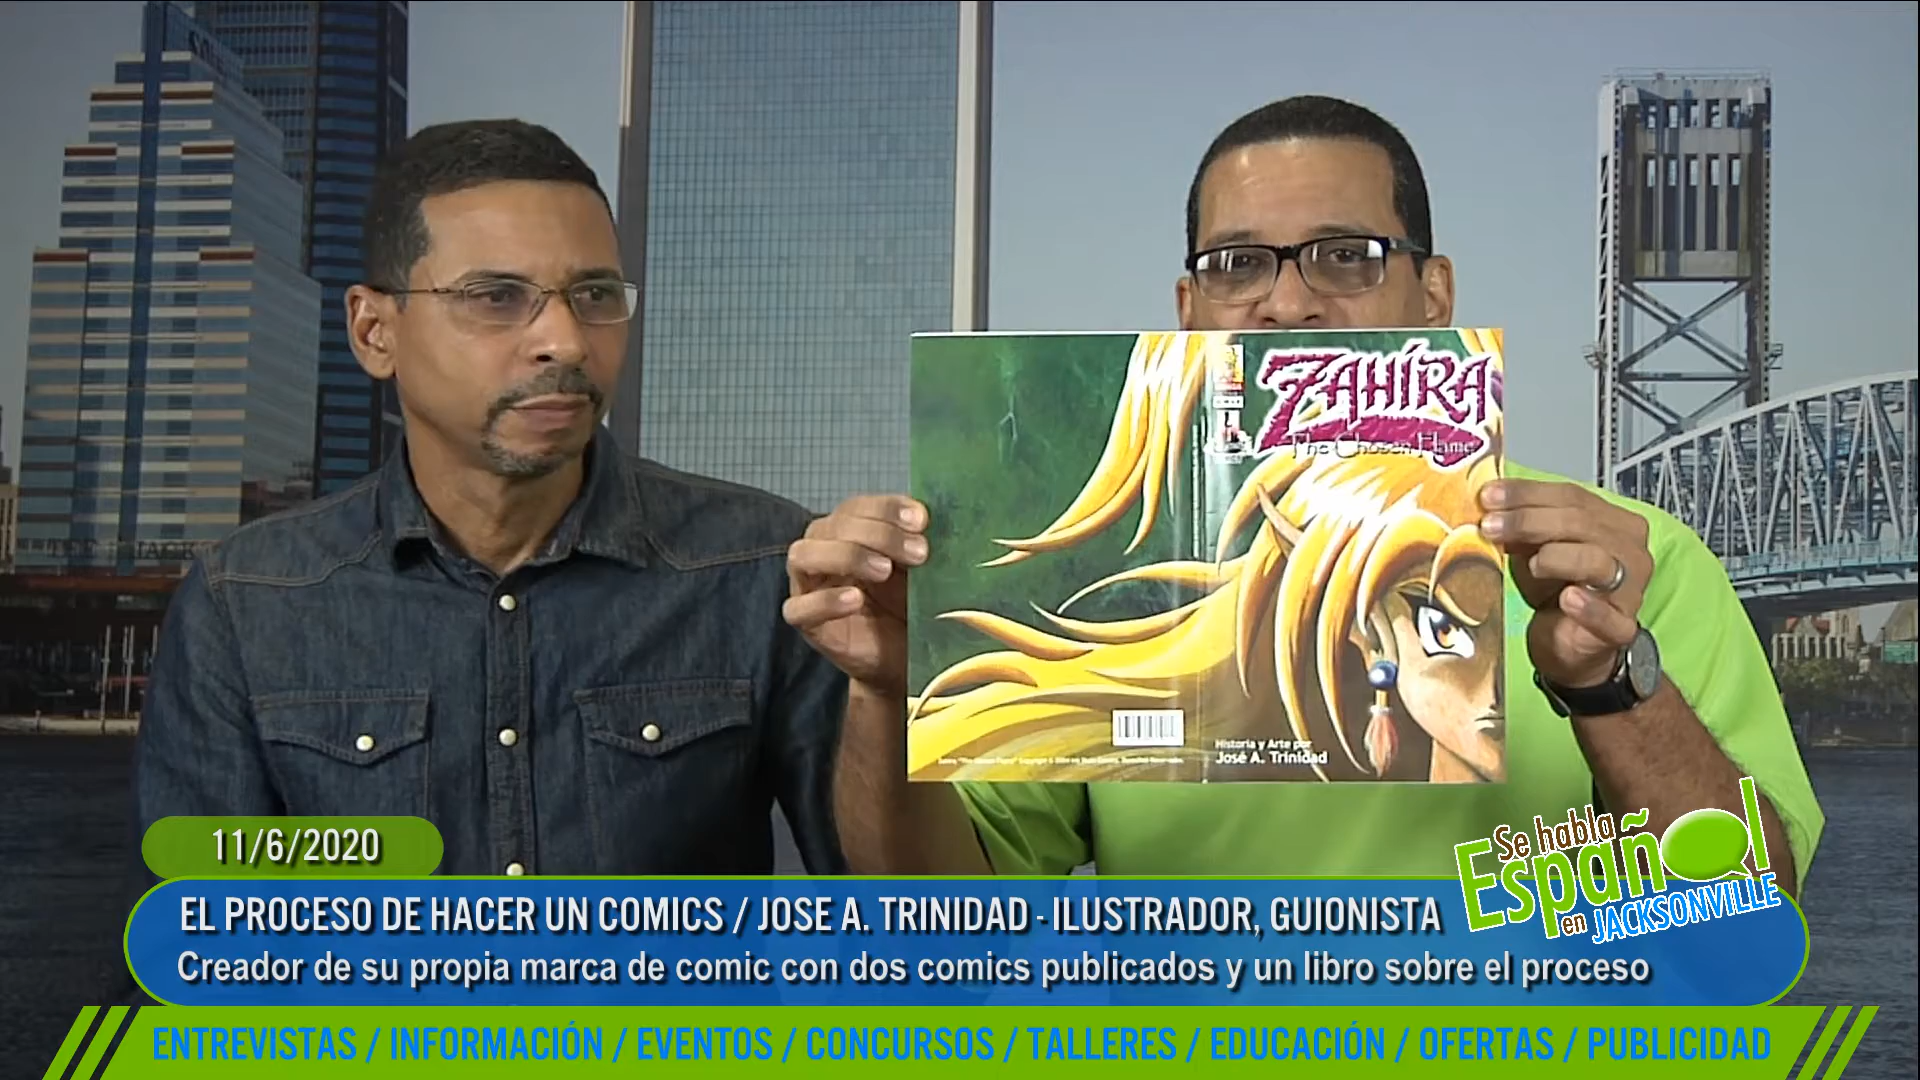 ZAHÍRA
The Chosen Flame
Historia y Arte por
José A. Trinidad
11/6/2020
EL PROCESO DE HACER UN COMICS / JOSE A. TRINIDAD - ILUSTRADOR, GUIONISTA
Creador de su propia marca de comic con dos comics publicados y un libro sobre el proceso
Se habla
Español
en JACKSONVILLE
ENTREVISTAS / INFORMACIÓN / EVENTOS / CONCURSOS / TALLERES / EDUCACIÓN / OFERTAS / PUBLICIDAD